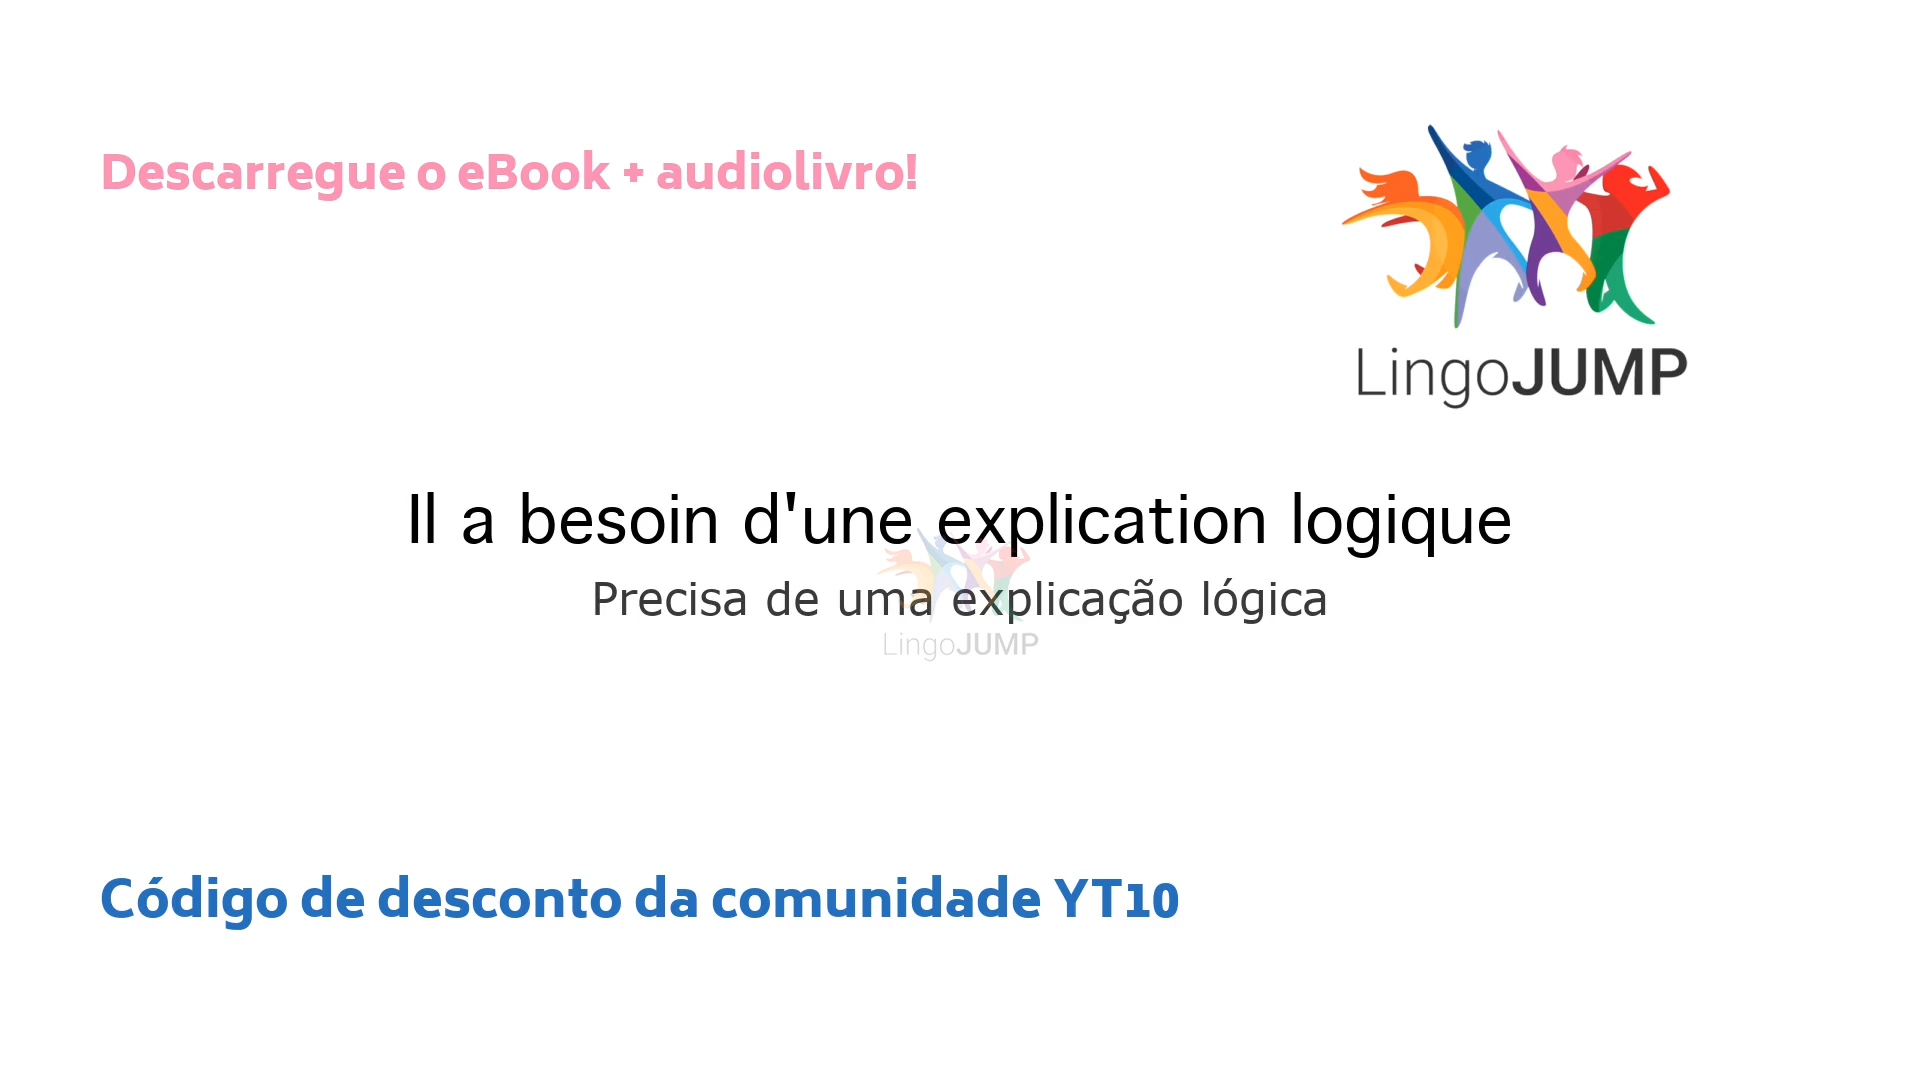 Descarregue o eBook + audiolivro!
LingoJUMP
Il a besoin d'une explication logique
Precisa de uma explicação lógica
LingoJUMP
Código de desconto da comunidade YT10